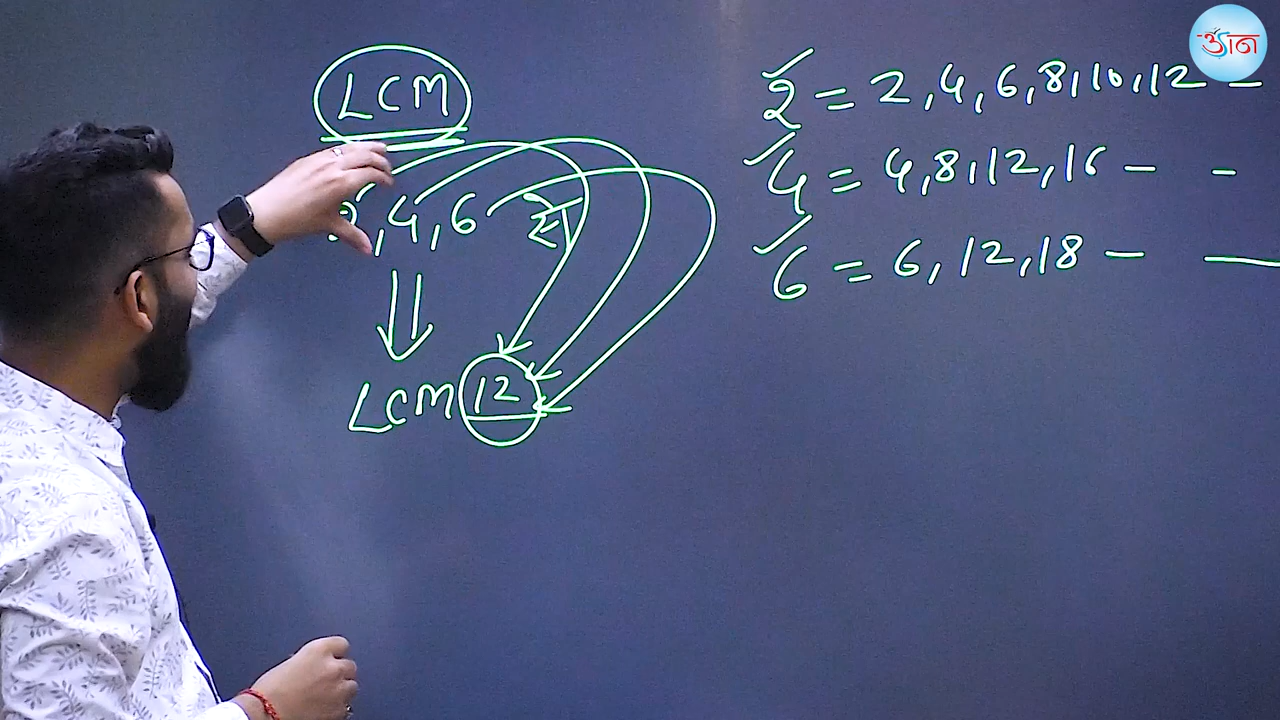 LCM
2, 4, 6 का
LCM 12
2 = 2, 4, 6, 8, 10, 12 -
4 = 4, 8, 12, 16 - -
6 = 6, 12, 18 - -